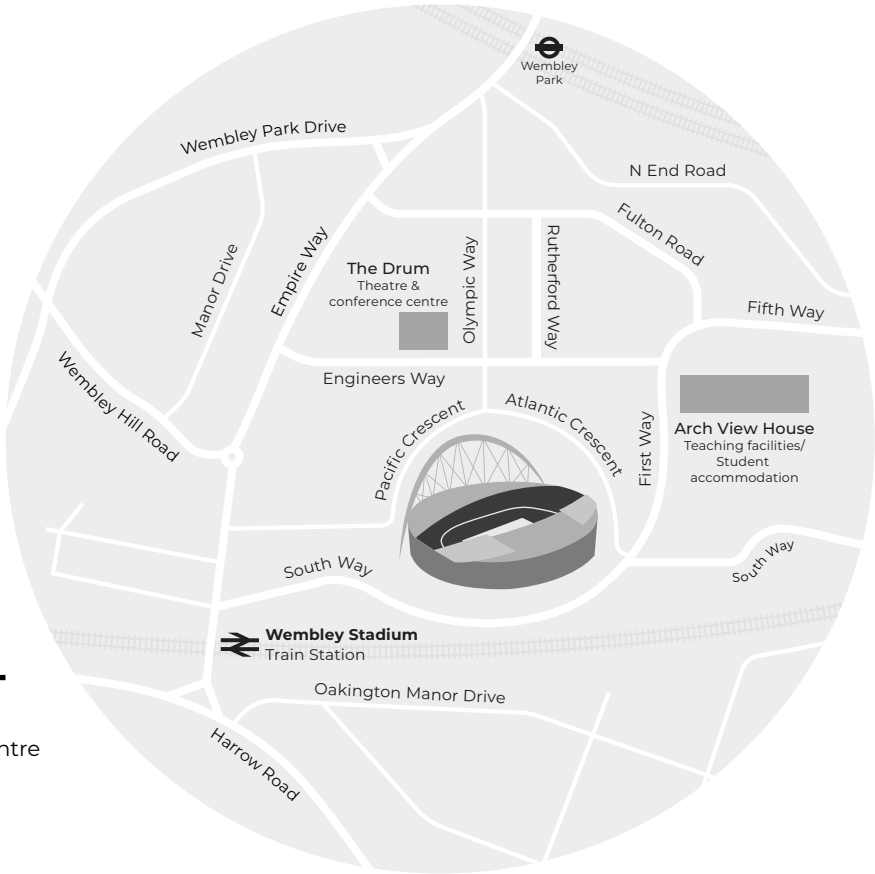 Wembley
Park
Wembley Park Drive
N End Road
Fulton Road
Manor Drive
Empire Way
The Drum
Theatre &
conference centre
Olympic Way
Rutherford Way
Fifth Way
Engineers Way
Wembley Hill Road
Pacific Crescent
Atlantic Crescent
First Way
Arch View House
Teaching facilities/
Student
accommodation
South Way
South Way
Wembley Stadium
Train Station
Oakington Manor Drive
Harrow Road
ntre